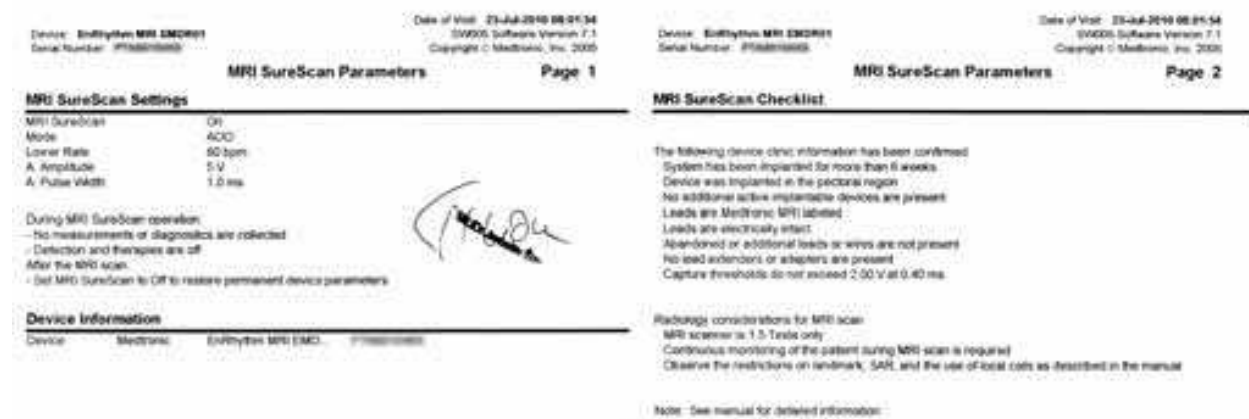 Date of Visit: 23-Jul-2010 08:01:54
Device: EnRhythm MRI EMDR01
SW005 Software Version 7.1
Serial Number:
Copyright © Medtronic, Inc. 2005
MRI SureScan Parameters Page 1
MRI SureScan Settings
MRI SureScan On
Mode AOO
Lower Rate 60 bpm
A. Amplitude 5 V
A. Pulse Width 1.0 ms
During MRI SureScan operation:
- No measurements or diagnostics are collected
- Detection and therapies are off
After the MRI scan:
- Set MRI SureScan to Off to restore permanent device parameters
Device Information
Device Medtronic EnRhythm MRI EMD...
Date of Visit: 23-Jul-2010 08:01:54
Device: EnRhythm MRI EMDR01
SW005 Software Version 7.1
Serial Number:
Copyright © Medtronic, Inc. 2005
MRI SureScan Parameters Page 2
MRI SureScan Checklist
The following device clinic information has been confirmed
System has been implanted for more than 6 weeks
Device was implanted in the pectoral region
No additional active implantable devices are present
Leads are Medtronic MRI labeled
Leads are electrically intact
Abandoned or additional leads or wires are not present
No lead extenders or adapters are present
Capture thresholds do not exceed 2.00 V at 0.40 ms
Radiology considerations for MRI scan
MRI scanner is 1.5 Tesla only
Continuous monitoring of the patient during MRI scan is required
Observe the restrictions on landmark, SAR, and the use of local coils as described in the manual
Note: See manual for detailed information